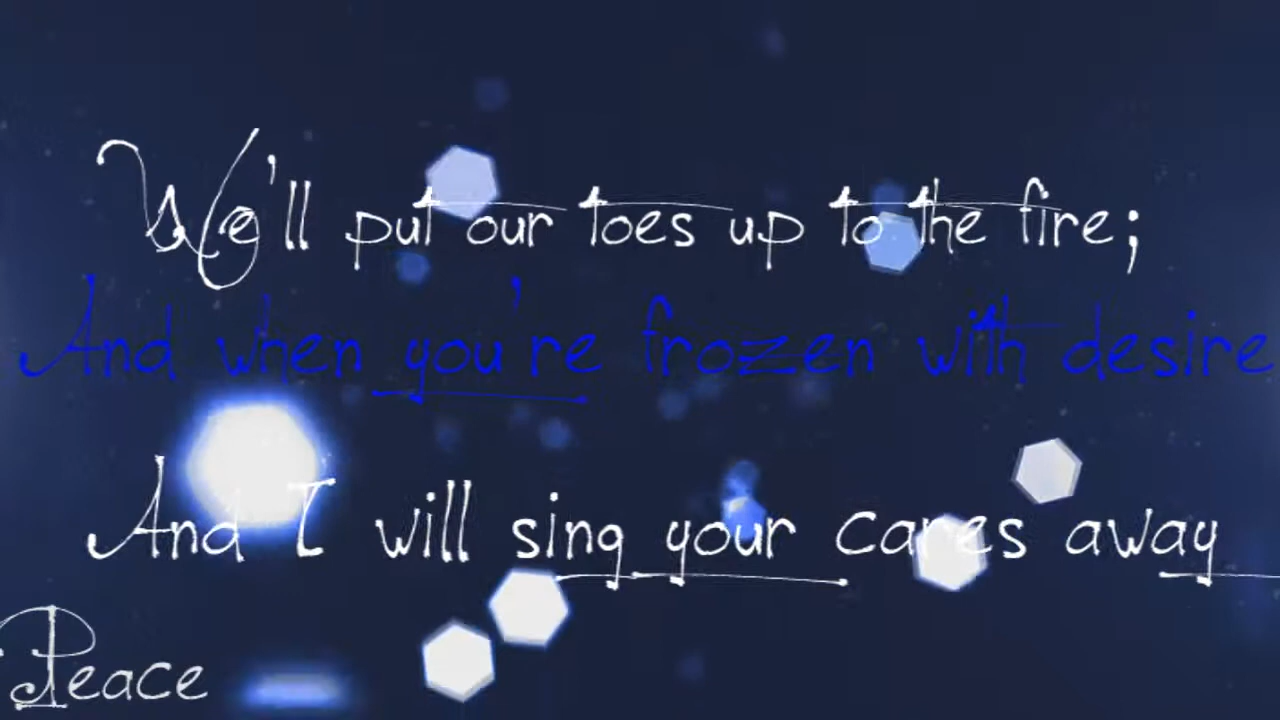 We'll put our toes up to the fire;
And when you're frozen with desire
And I will sing your cares away
Peace